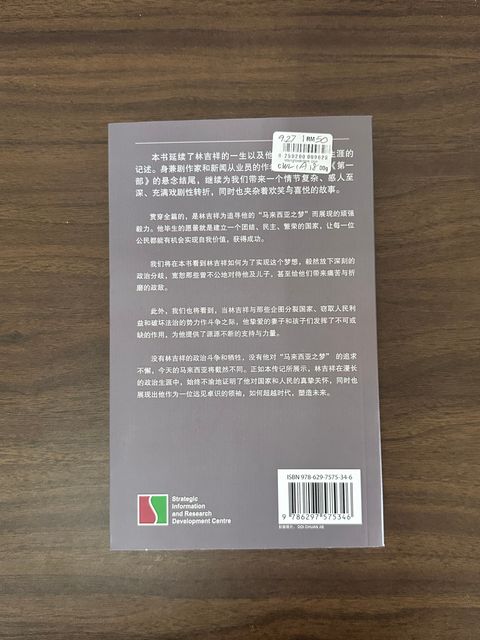 927 RM50
9 789290 009629
本书延续了林吉祥的一生以及他 生涯的
记述。身兼剧作家和新闻从业员的作 《第一
部》的悬念结尾，继续为我们带来一个情节复杂、感人至
深、充满戏剧性转折，同时也夹杂着欢笑与喜悦的故事。
贯穿全篇的，是林吉祥为追寻他的“马来西亚之梦”而展现的顽强
毅力。他毕生的愿景就是建立一个团结、民主、繁荣的国家，让每一位
公民都能有机会实现自我价值，获得成功。
我们将在本书看到林吉祥如何为了实现这个梦想，毅然放下深刻的
政治分歧，宽恕那些曾不公地对待他及儿子，甚至给他们带来痛苦与折
磨的政敌。
此外，我们也将看到，当林吉祥与那些企图分裂国家、窃取人民利
益和破坏法治的势力作斗争之际，他挚爱的妻子和孩子们发挥了不可或
缺的作用，为他提供了源源不断的支持与力量。
没有林吉祥的政治斗争和牺牲，没有他对“马来西亚之梦” 的追求
不懈，今天的马来西亚将截然不同。正如本传记所展示，林吉祥在漫长
的政治生涯中，始终不渝地证明了他对国家和人民的真挚关怀，同时也
展现出他作为一位远见卓识的领袖，如何超越时代，塑造未来。
ISBN 978-629-7575-34-6
9 786297 575346
Strategic
Information
and Research
Development Centre